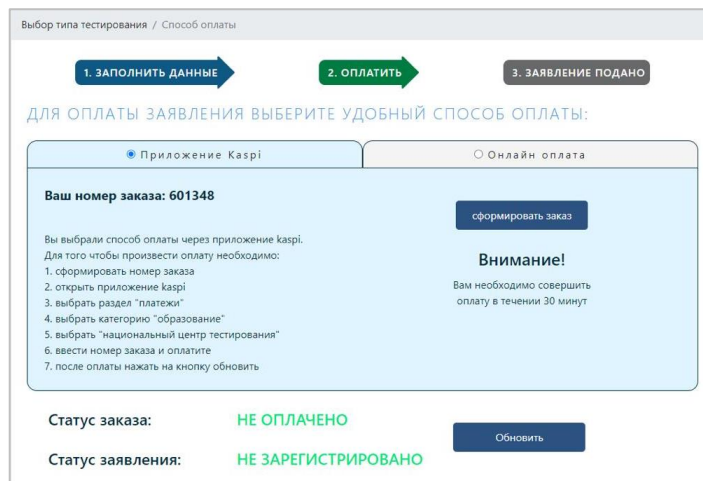 Выбор типа тестирования / Способ оплаты
1. ЗАПОЛНИТЬ ДАННЫЕ
2. ОПЛАТИТЬ
3. ЗАЯВЛЕНИЕ ПОДАНО
ДЛЯ ОПЛАТЫ ЗАЯВЛЕНИЯ ВЫБЕРИТЕ УДОБНЫЙ СПОСОБ ОПЛАТЫ:
Приложение Kaspi
Онлайн оплата
Ваш номер заказа: 601348
Вы выбрали способ оплаты через приложение kaspi.
Для того чтобы произвести оплату необходимо:
1. сформировать номер заказа
2. открыть приложение kaspi
3. выбрать раздел "платежи"
4. выбрать категорию "образование"
5. выбрать "национальный центр тестирования"
6. ввести номер заказа и оплатите
7. после оплаты нажать на кнопку обновить
сформировать заказ
Внимание!
Вам необходимо совершить
оплату в течении 30 минут
Статус заказа: НЕ ОПЛАЧЕНО
Статус заявления: НЕ ЗАРЕГИСТРИРОВАНО
Обновить